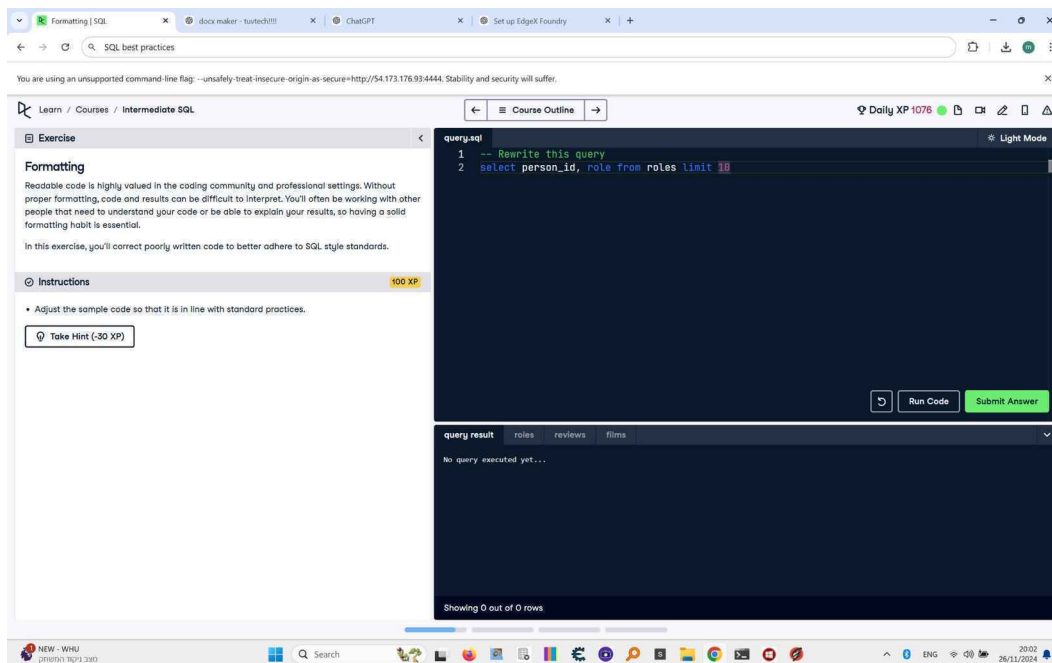 Formatting | SQL
docx maker - tuvtech!!!!
ChatGPT
Set up EdgeX Foundry
SQL best practices
m
You are using an unsupported command-line flag: --unsafely-treat-insecure-origin-as-secure=http://54.173.176.93:4444. Stability and security will suffer.
Learn / Courses / Intermediate SQL
Course Outline
Daily XP 1076
Exercise
Formatting
Readable code is highly valued in the coding community and professional settings. Without
proper formatting, code and results can be difficult to interpret. You'll often be working with other
people that need to understand your code or be able to explain your results, so having a solid
formatting habit is essential.
In this exercise, you'll correct poorly written code to better adhere to SQL style standards.
Instructions
100 XP
• Adjust the sample code so that it is in line with standard practices.
Take Hint (-30 XP)
query.sql
Light Mode
1 -- Rewrite this query
2 select person_id, role from roles limit 10
Run Code
Submit Answer
query result
roles
reviews
films
No query executed yet...
Showing 0 out of 0 rows
NEW - WHU
מצב ניקוד המשחק
Search
ENG
20:02
26/11/2024